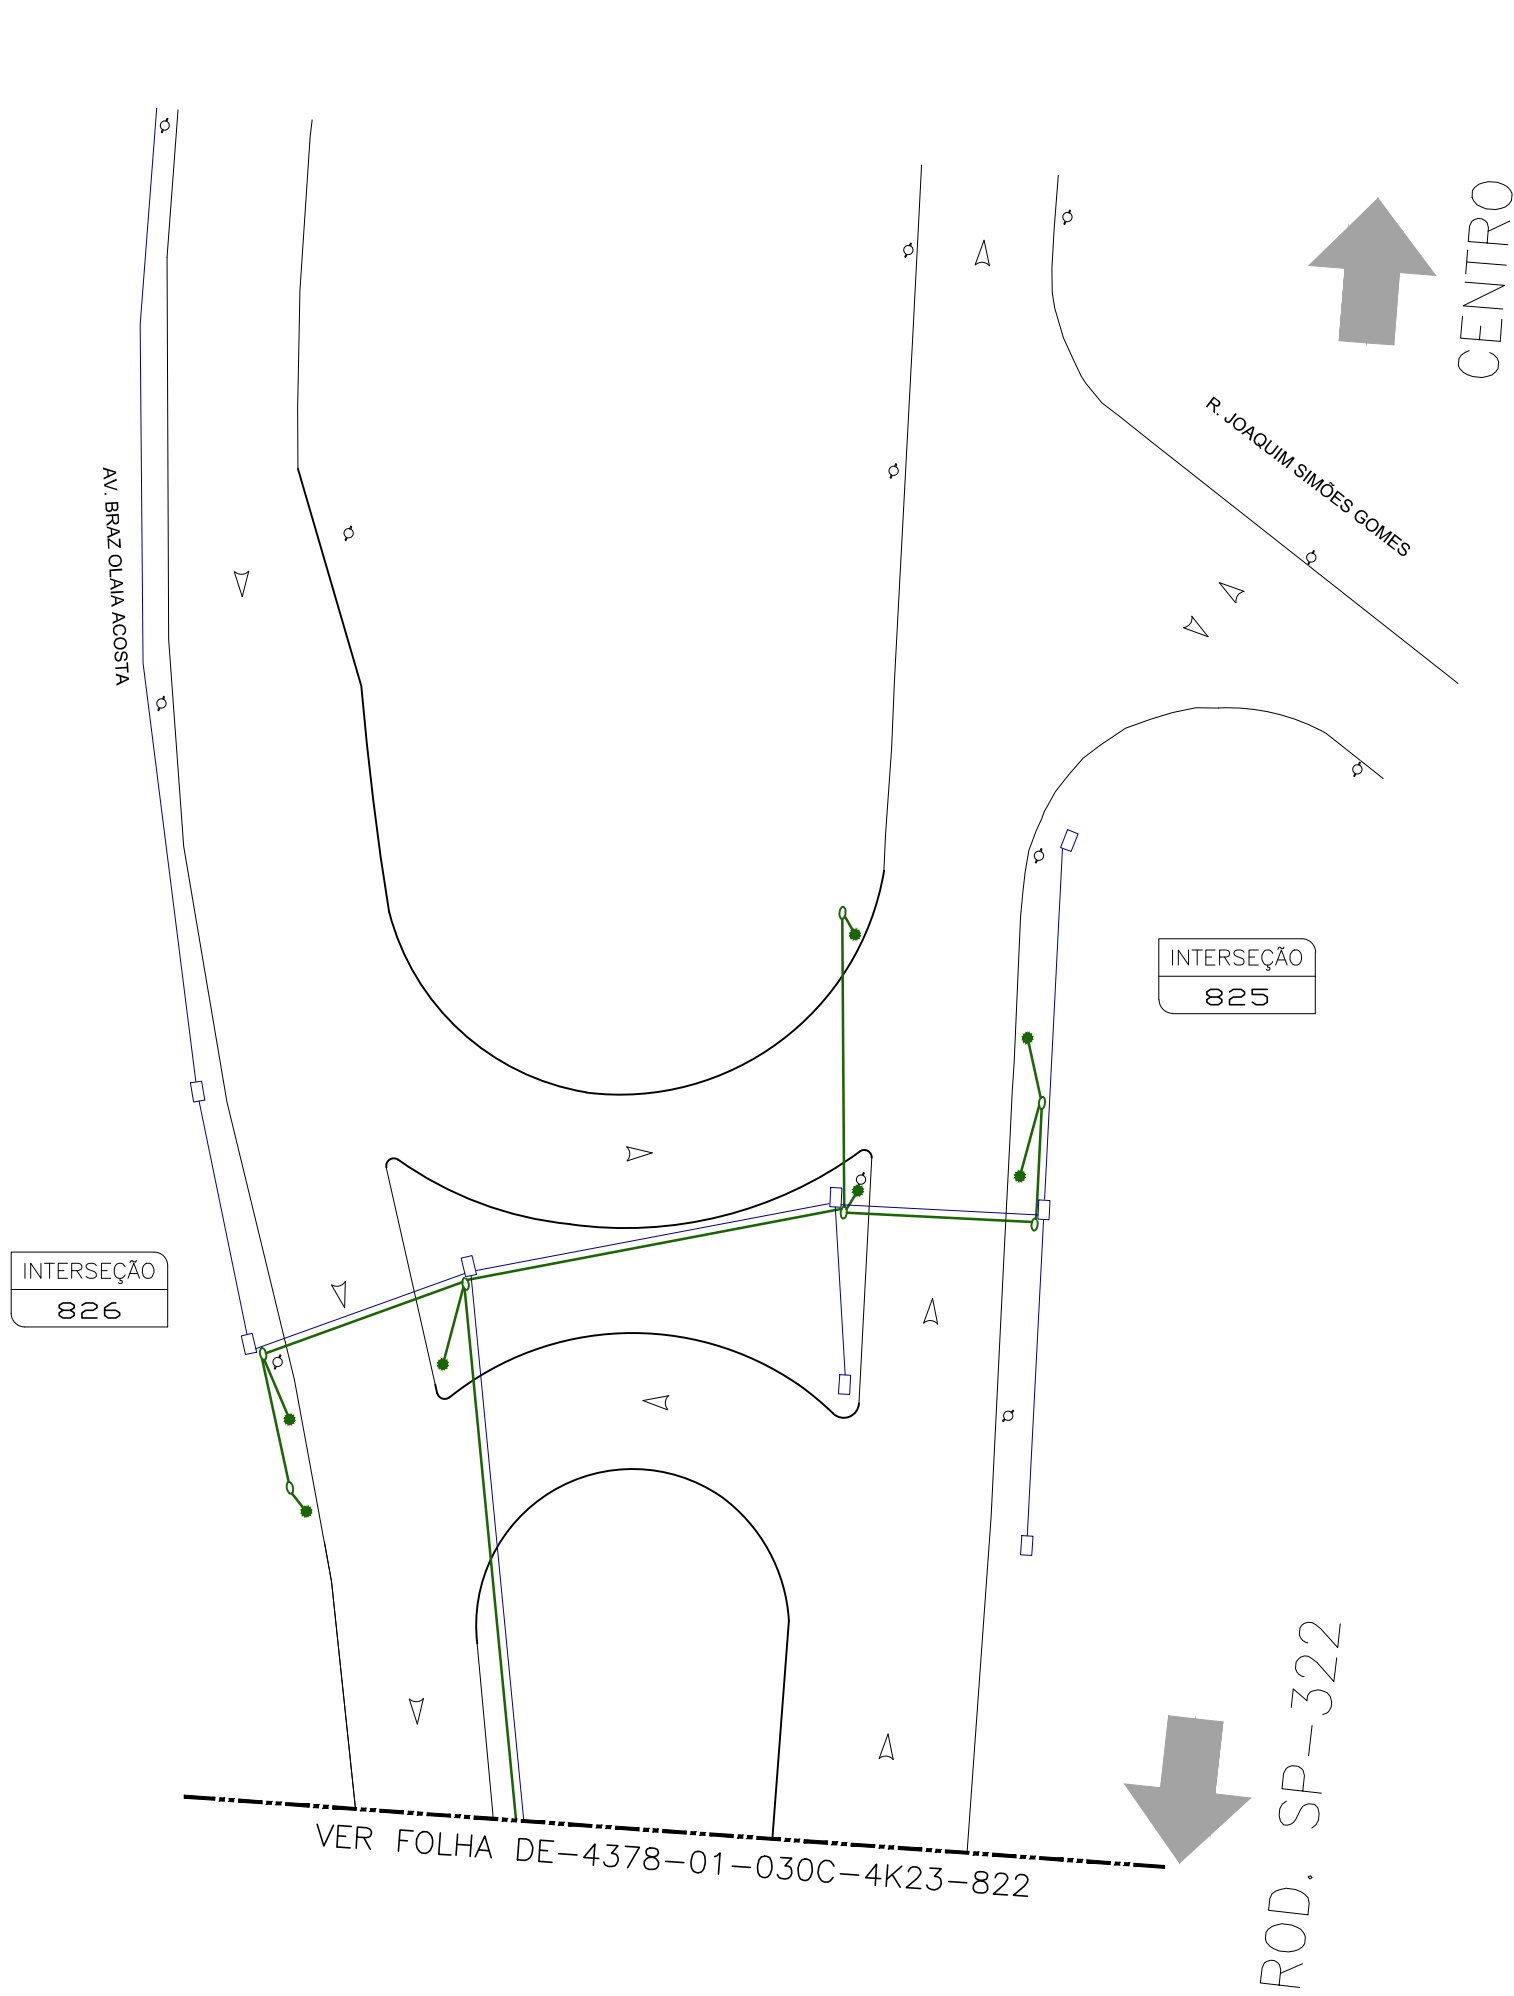 CENTRO
R. JOAQUIM SIMÕES GOMES
AV. BRAZ OLAIA ACOSTA
INTERSEÇÃO
825
INTERSEÇÃO
826
ROD. SP-322
VER FOLHA DE-4378-01-030C-4K23-822